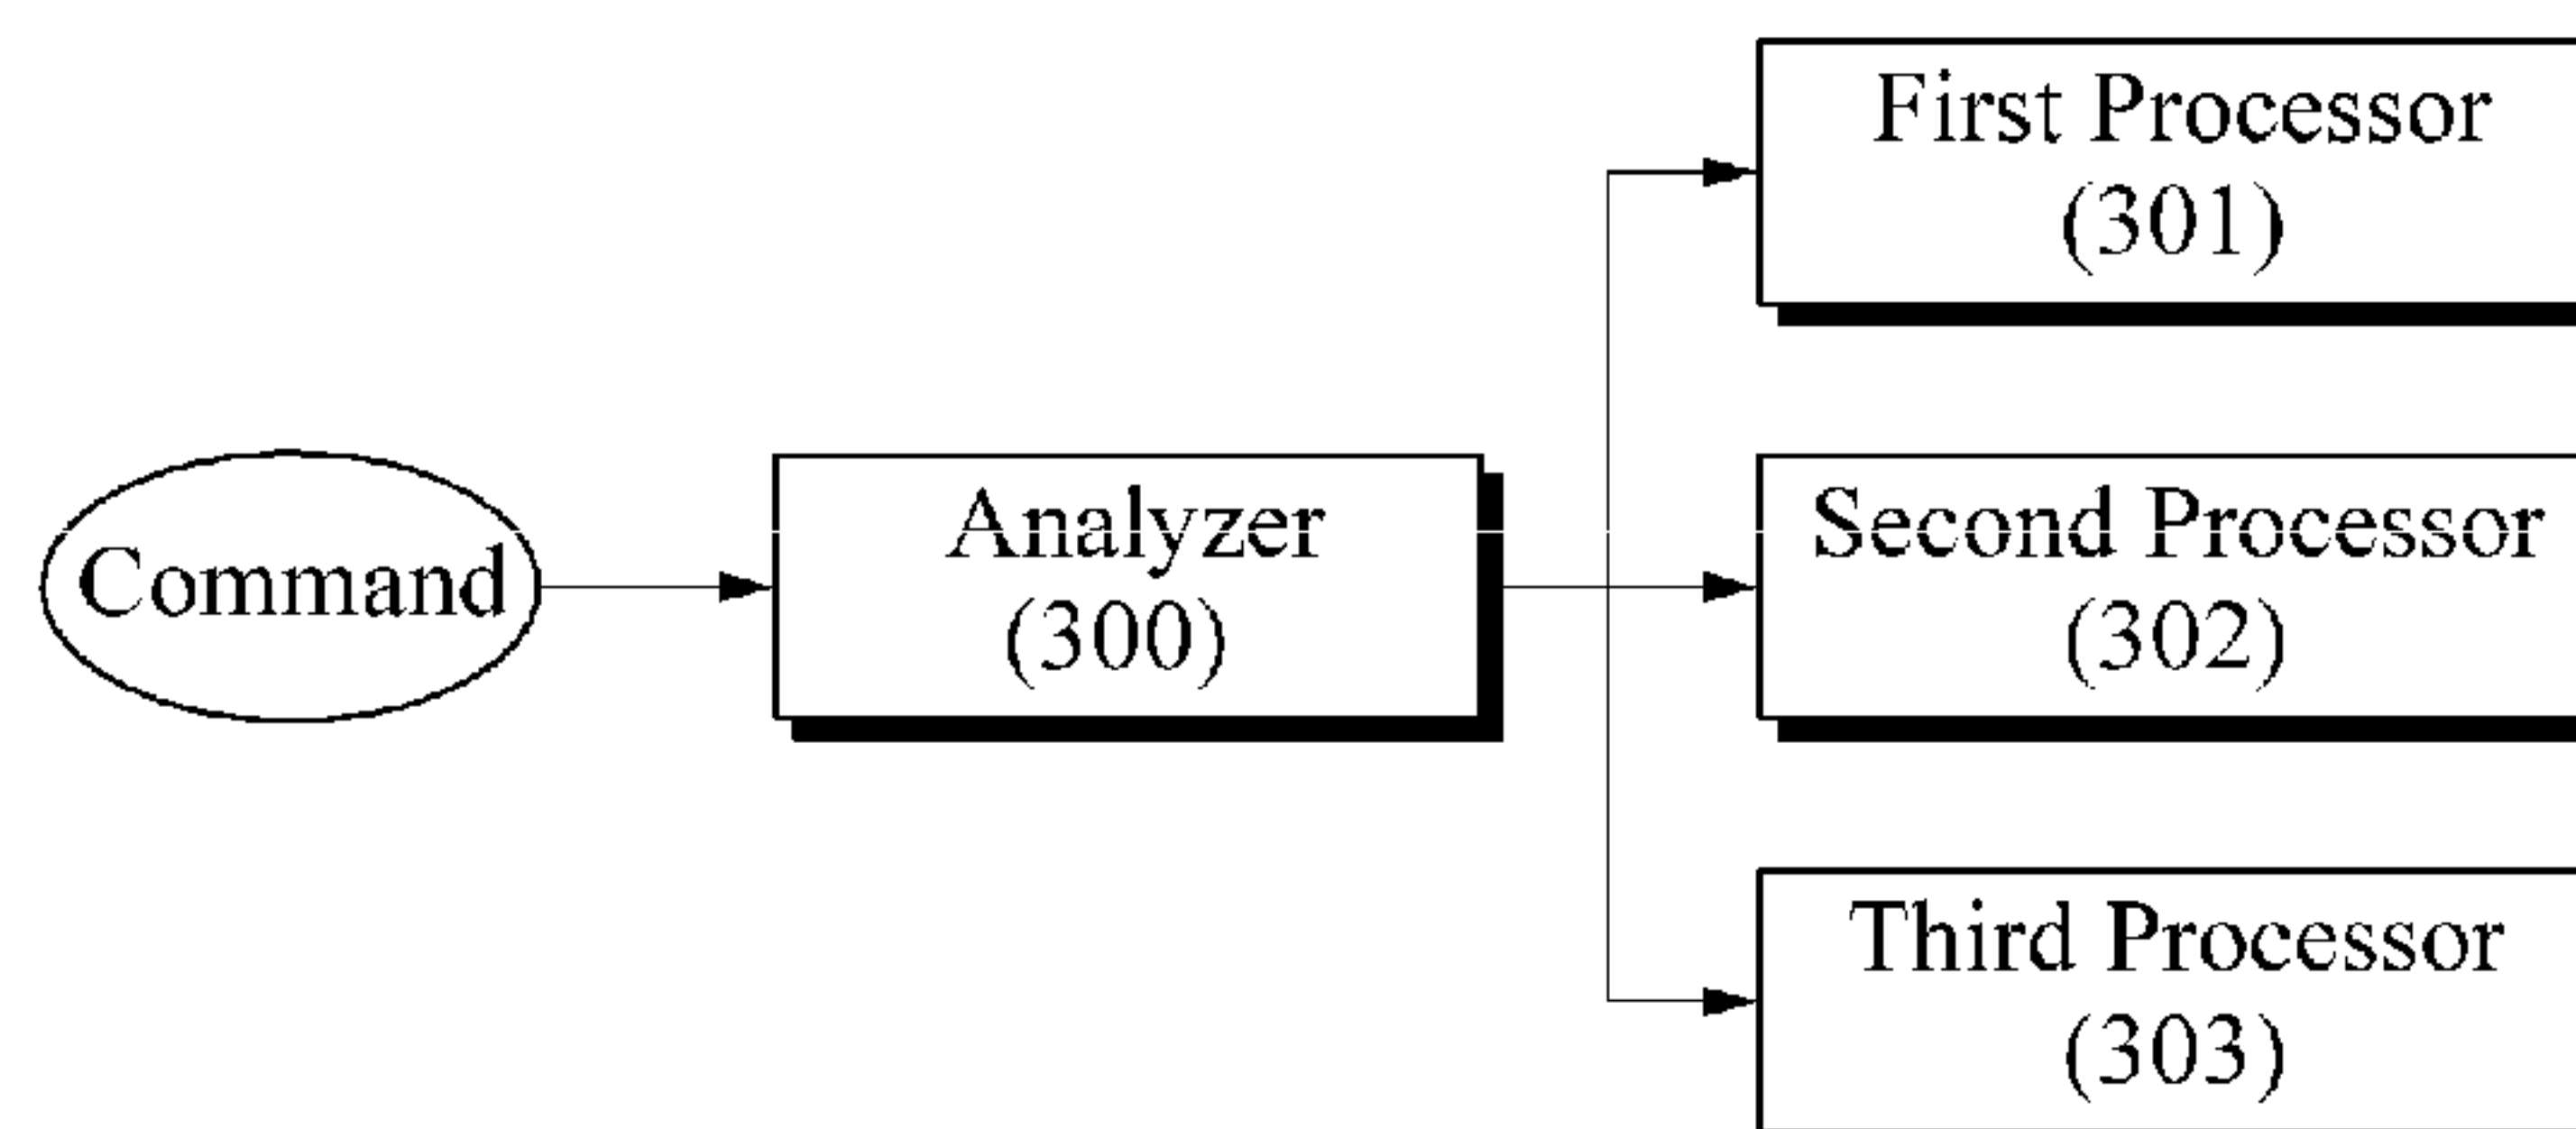 First Processor
(301)
Command
Analyzer
(300)
Second Processor
(302)
Third Processor
(303)